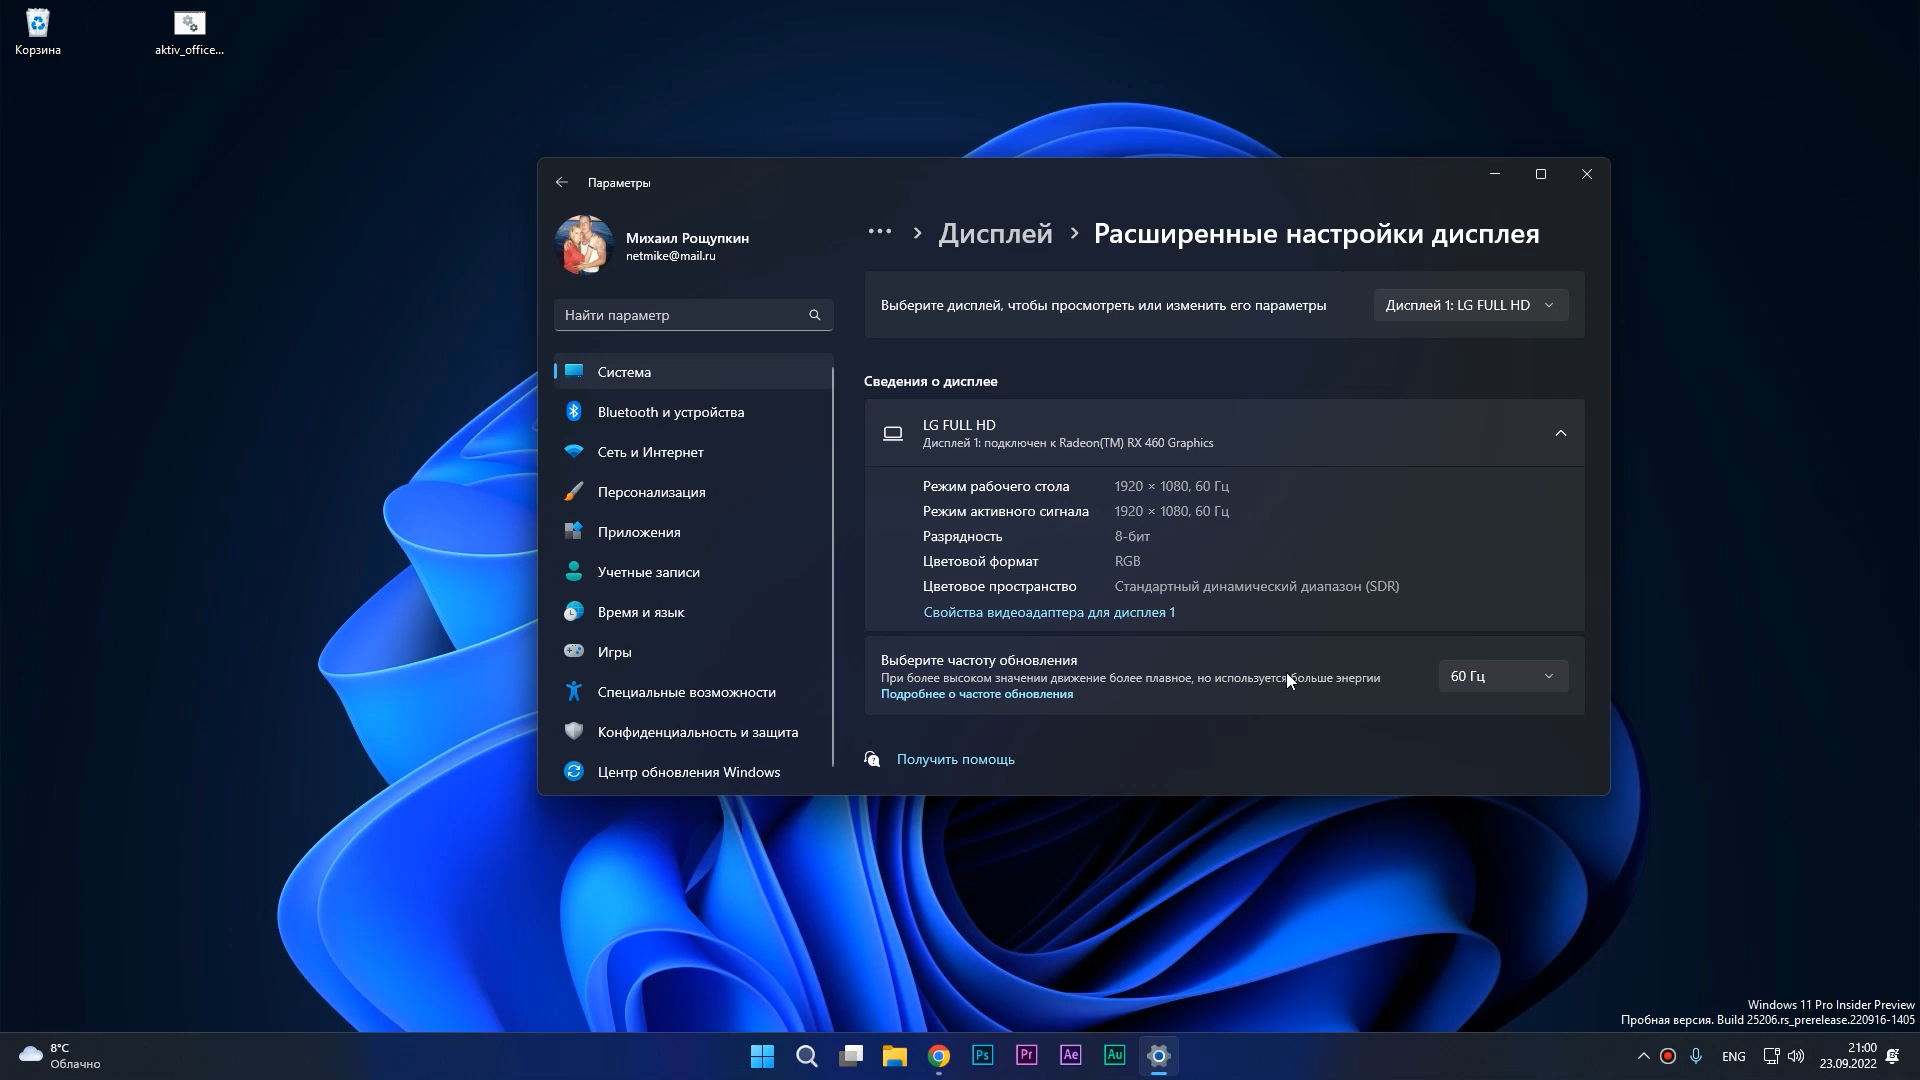 Корзина
aktiv_office...
Параметры
Михаил Рощупкин
netmike@mail.ru
Найти параметр
Система
Bluetooth и устройства
Сеть и Интернет
Персонализация
Приложения
Учетные записи
Время и язык
Игры
Специальные возможности
Конфиденциальность и защита
Центр обновления Windows
... > Дисплей > Расширенные настройки дисплея
Выберите дисплей, чтобы просмотреть или изменить его параметры
Дисплей 1: LG FULL HD
Сведения о дисплее
LG FULL HD
Дисплей 1: подключен к Radeon(TM) RX 460 Graphics
Режим рабочего стола 1920 × 1080, 60 Гц
Режим активного сигнала 1920 × 1080, 60 Гц
Разрядность 8-бит
Цветовой формат RGB
Цветовое пространство Стандартный динамический диапазон (SDR)
Свойства видеоадаптера для дисплея 1
Выберите частоту обновления
При более высоком значении движение более плавное, но используется больше энергии
Подробнее о частоте обновления
60 Гц
Получить помощь
Windows 11 Pro Insider Preview
Пробная версия. Build 25206.rs_prerelease.220916-1405
8°C
Облачно
Ps
Pr
Ae
Au
ENG
21:00
23.09.2022